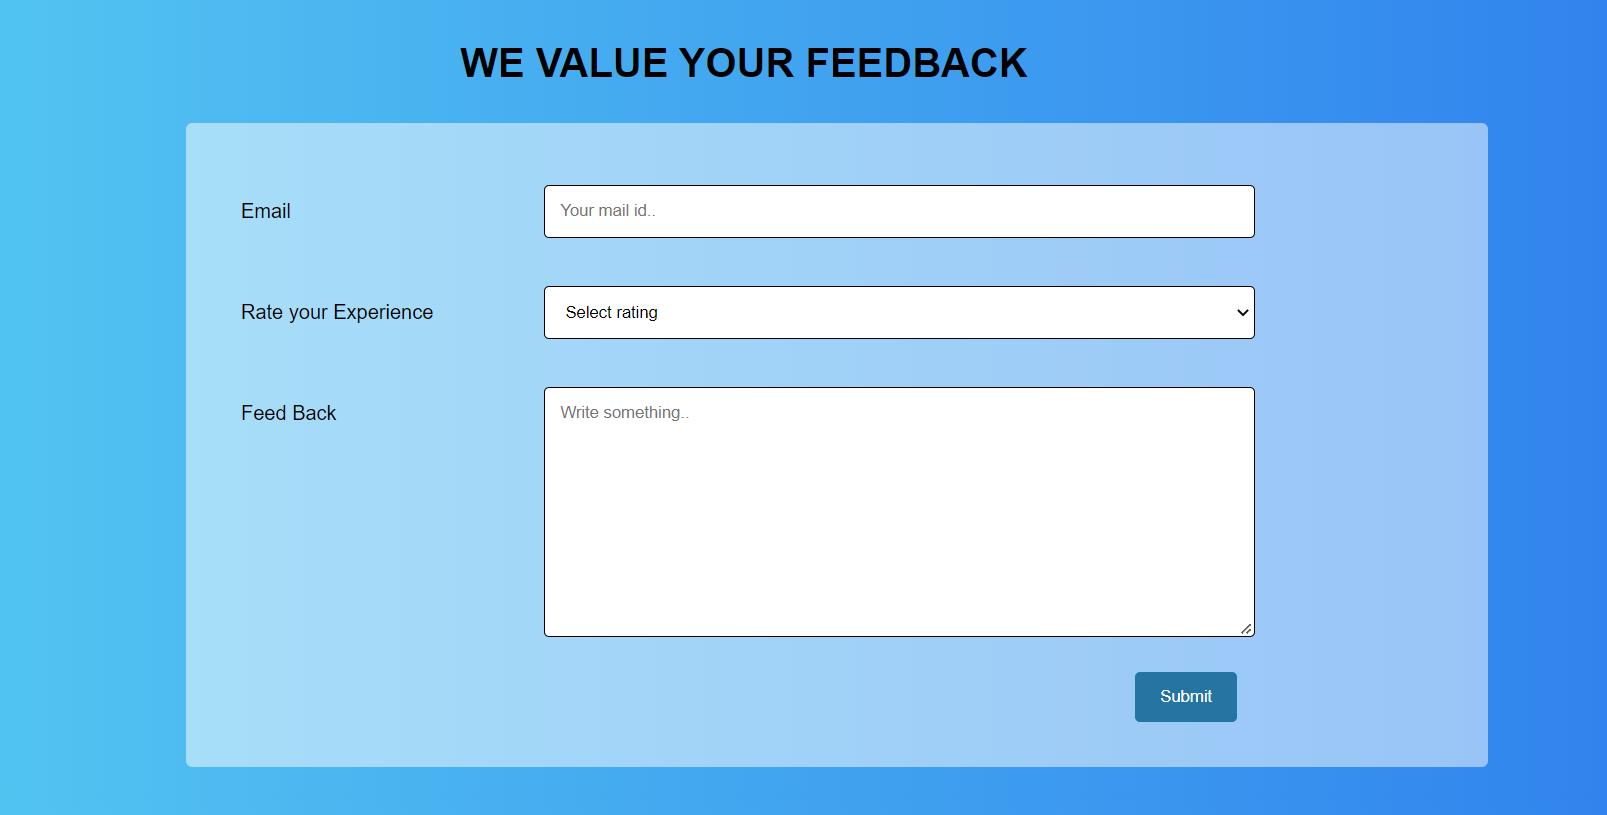 WE VALUE YOUR FEEDBACK
Email
Your mail id..
Rate your Experience
Select rating
Feed Back
Write something..
Submit